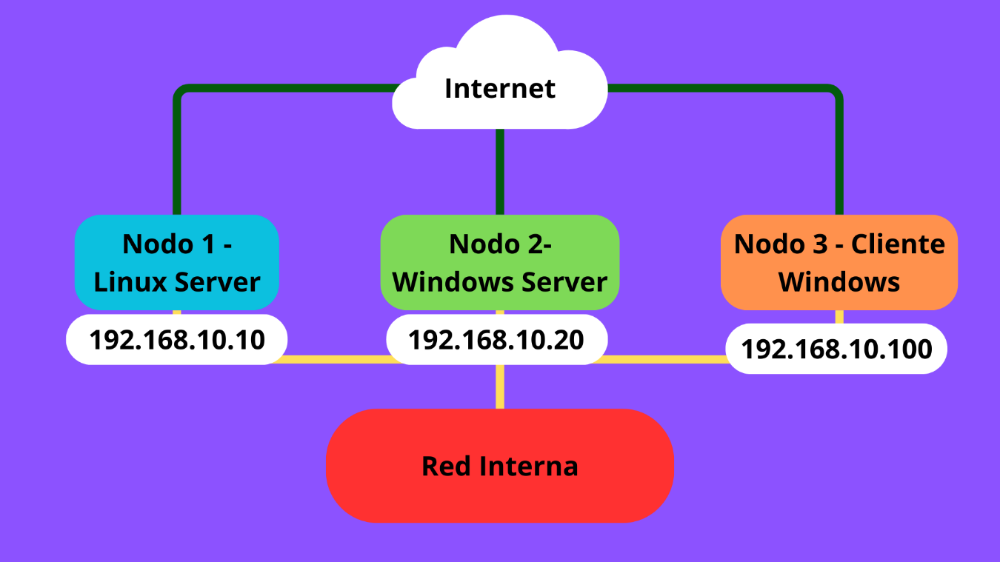 Internet
Nodo 1 -
Linux Server
Nodo 2-
Windows Server
Nodo 3 - Cliente
Windows
192.168.10.10
192.168.10.20
192.168.10.100
Red Interna